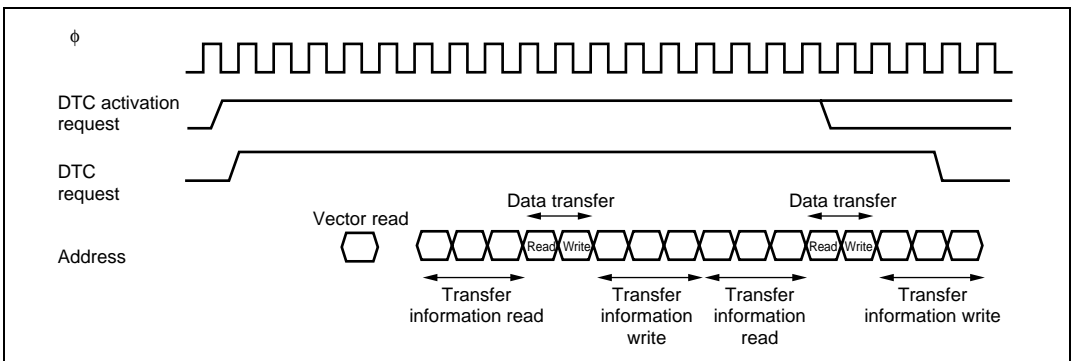 ϕ
DTC activation
request
DTC
request
Data transfer
Data transfer
Vector read
Address
Read
Write
Read
Write
Transfer
information read
Transfer
information
write
Transfer
information
read
Transfer
information write